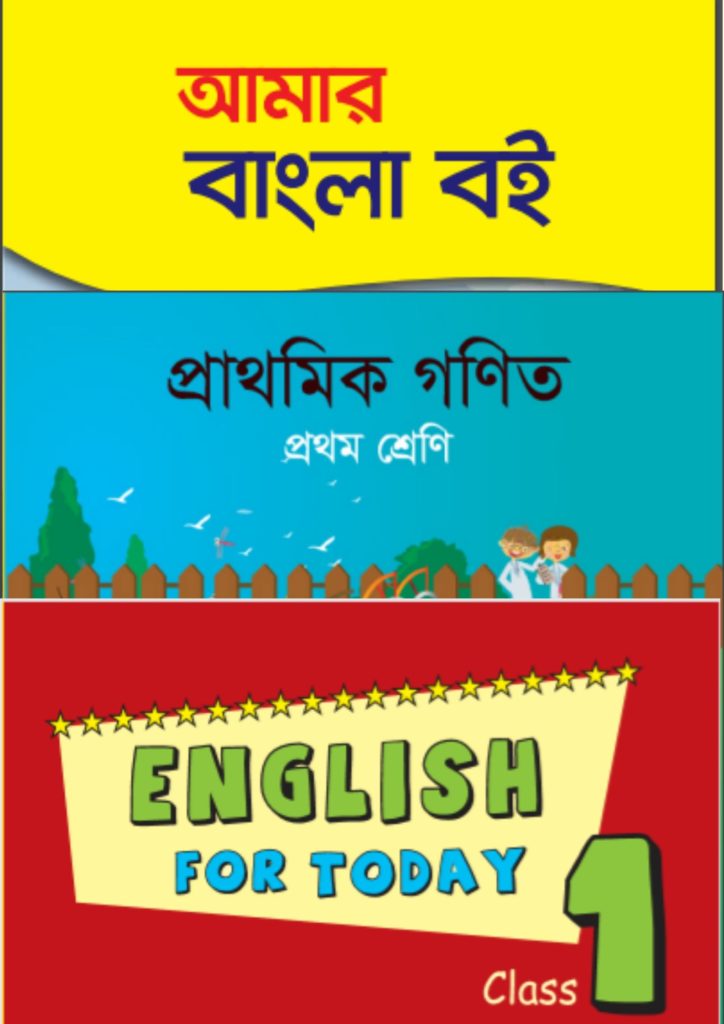 আমার
বাংলা বই
প্রাথমিক গণিত
প্রথম শ্রেণি
ENGLISH
FOR TODAY
Class 1